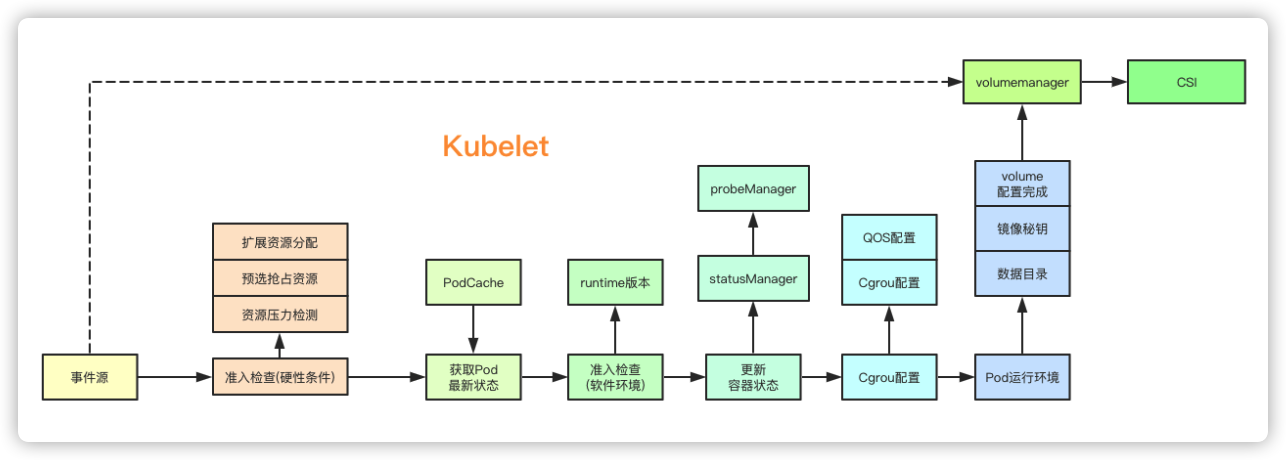 volumemanager
CSI
Kubelet
probeManager
volume
配置完成
镜像秘钥
数据目录
QOS配置
Cgrou配置
statusManager
扩展资源分配
预选抢占资源
资源压力检测
PodCache
runtime版本
事件源
准入检查(硬性条件)
获取Pod
最新状态
准入检查
(软件环境)
更新
容器状态
Cgrou配置
Pod运行环境